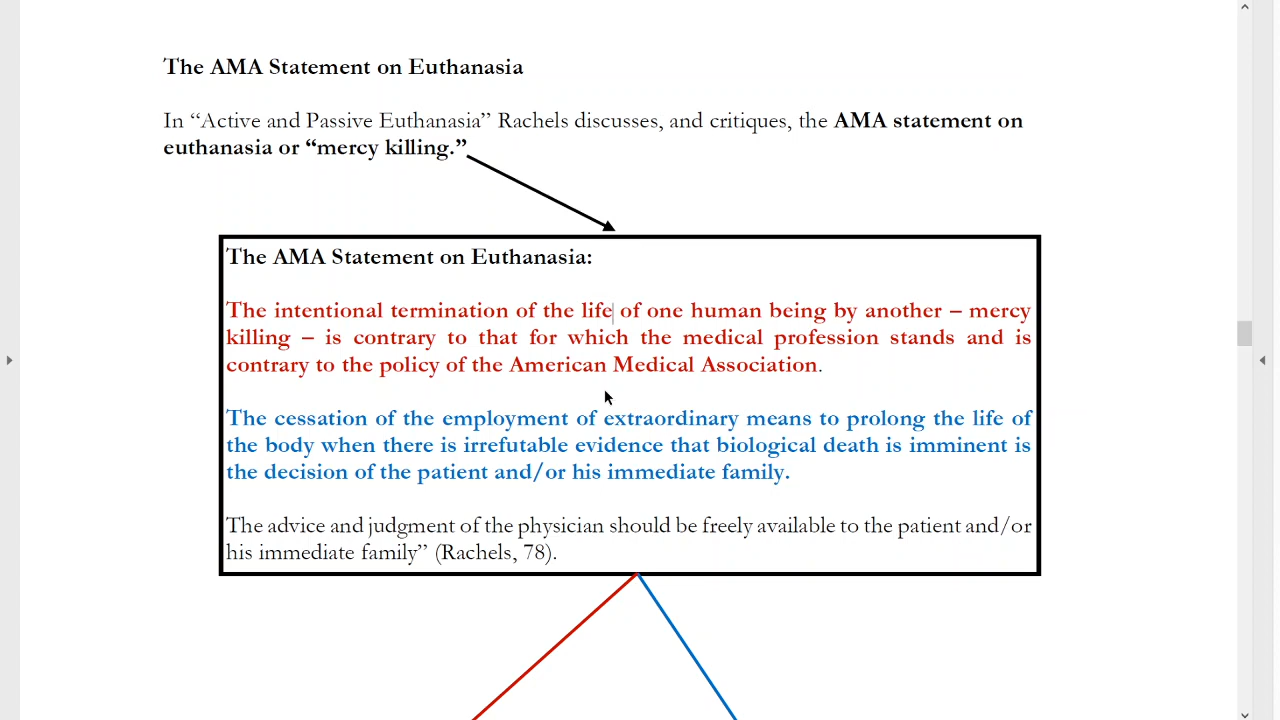 The AMA Statement on Euthanasia
In “Active and Passive Euthanasia” Rachels discusses, and critiques, the AMA statement on
euthanasia or “mercy killing.”
The AMA Statement on Euthanasia:
The intentional termination of the life of one human being by another – mercy
killing – is contrary to that for which the medical profession stands and is
contrary to the policy of the American Medical Association.
The cessation of the employment of extraordinary means to prolong the life of
the body when there is irrefutable evidence that biological death is imminent is
the decision of the patient and/or his immediate family.
The advice and judgment of the physician should be freely available to the patient and/or
his immediate family” (Rachels, 78).